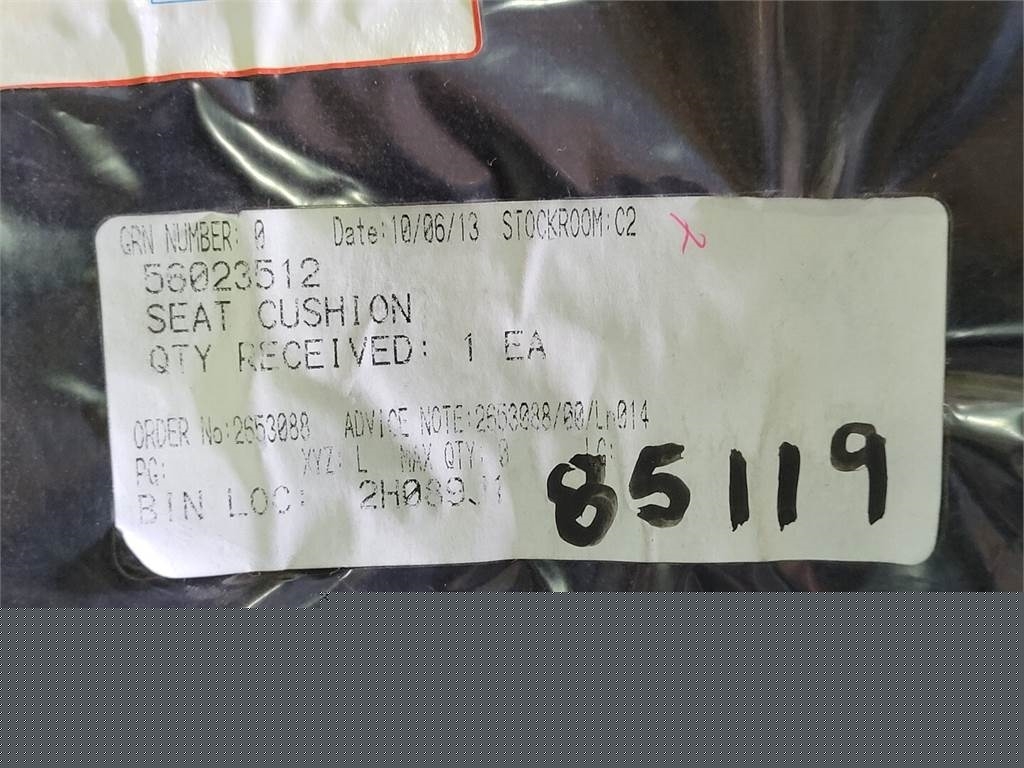 GRN NUMBER: 0 Date:10/06/13 STOCKROOM:C2
56023512
SEAT CUSHION
QTY RECEIVED: 1 EA
ORDER No:2653088 ADVICE NOTE:2653088/60/Ln014
PG: XYZ: L MAX QTY: 0 LC:
BIN LOC: 2H089J1
85119